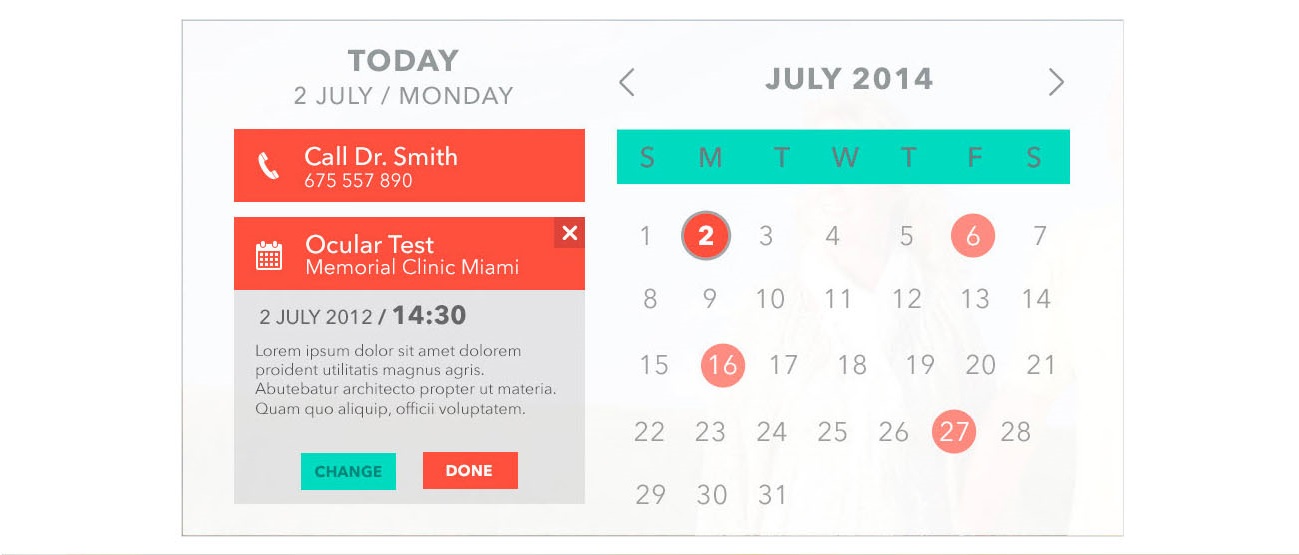 TODAY
2 JULY / MONDAY
Call Dr. Smith
675 557 890
Ocular Test
Memorial Clinic Miami
2 JULY 2012 / 14:30
Lorem ipsum dolor sit amet dolorem
proident utilitatis magnus agris.
Abutebatur architecto propter ut materia.
Quam quo aliquip, officii voluptatem.
CHANGE DONE
JULY 2014
S M T W T F S
1 2 3 4 5 6 7
8 9 10 11 12 13 14
15 16 17 18 19 20 21
22 23 24 25 26 27 28
29 30 31